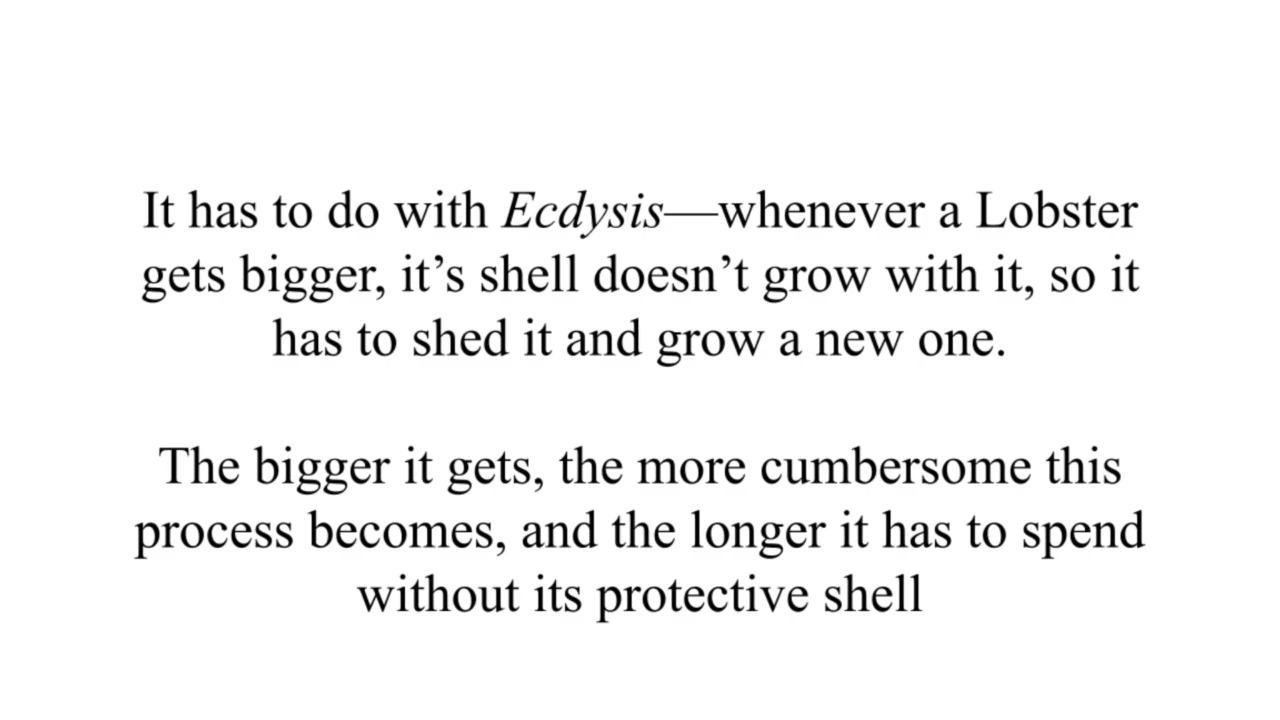 It has to do with Ecdysis—whenever a Lobster
gets bigger, it’s shell doesn’t grow with it, so it
has to shed it and grow a new one.
The bigger it gets, the more cumbersome this
process becomes, and the longer it has to spend
without its protective shell